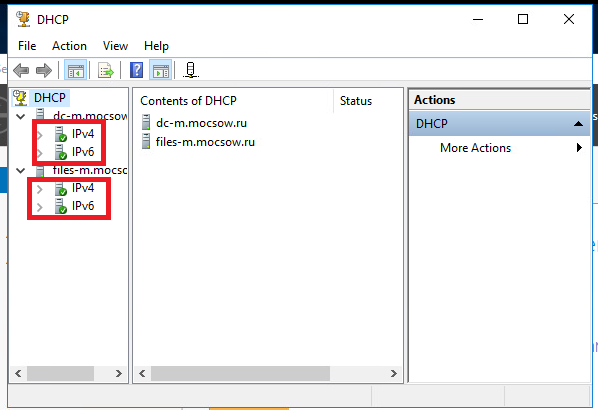 DHCP
File Action View Help
DHCP
dc-m.mocsow
IPv4
IPv6
files-m.mocsc
IPv4
IPv6
Contents of DHCP Status
dc-m.mocsow.ru
files-m.mocsow.ru
Actions
DHCP
More Actions